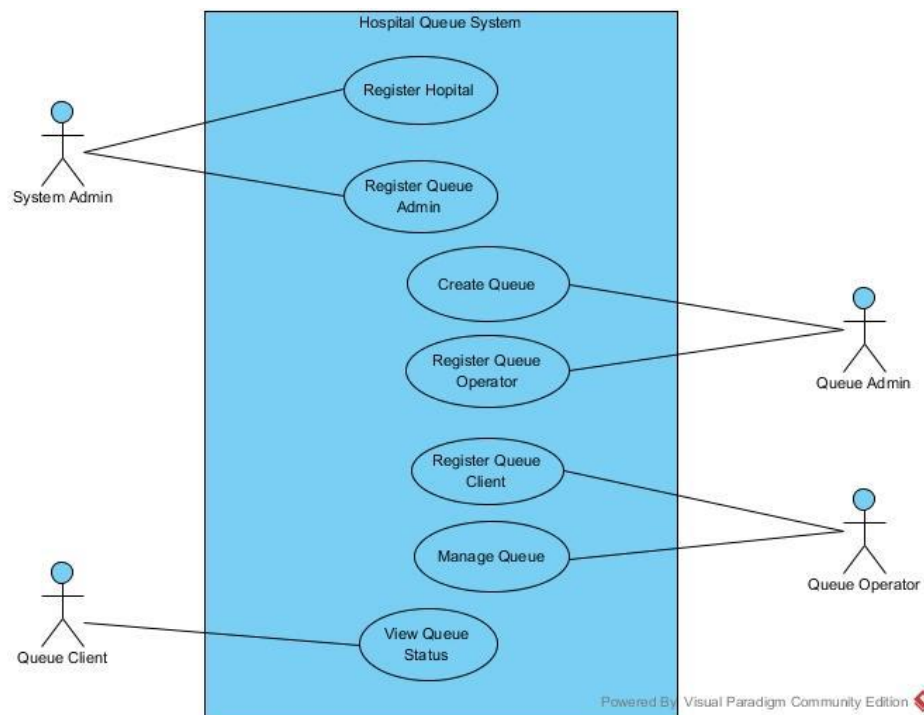 Hospital Queue System
Register Hopital
System Admin
Register Queue
Admin
Create Queue
Register Queue
Operator
Queue Admin
Register Queue
Client
Manage Queue
Queue Operator
View Queue
Status
Queue Client
Powered By Visual Paradigm Community Edition